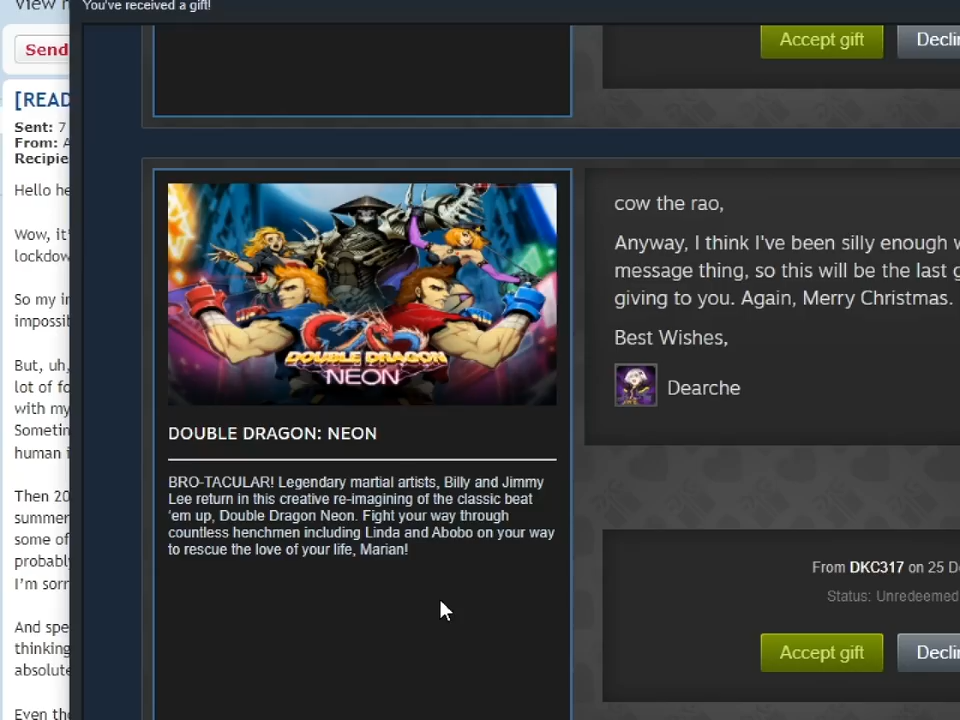 View
You've received a gift!
Send
[READ
Sent: 7
From: A
Recipie
Hello he
Wow, it'
lockdow
So my i
impossib
But, uh,
lot of fo
with my
Sometin
human i
Then 20
summer
some of
probably
I'm sorr
And spe
thinking
absolute
Even tho
Accept gift
Declin
DOUBLE DRAGON
NEON
DOUBLE DRAGON: NEON
BRO-TACULAR! Legendary martial artists, Billy and Jimmy
Lee return in this creative re-imagining of the classic beat
'em up, Double Dragon Neon. Fight your way through
countless henchmen including Linda and Abobo on your way
to rescue the love of your life, Marian!
cow the rao,
Anyway, I think I've been silly enough w
message thing, so this will be the last g
giving to you. Again, Merry Christmas.
Best Wishes,
Dearche
From DKC317 on 25 De
Status: Unredeemed
Accept gift
Declin